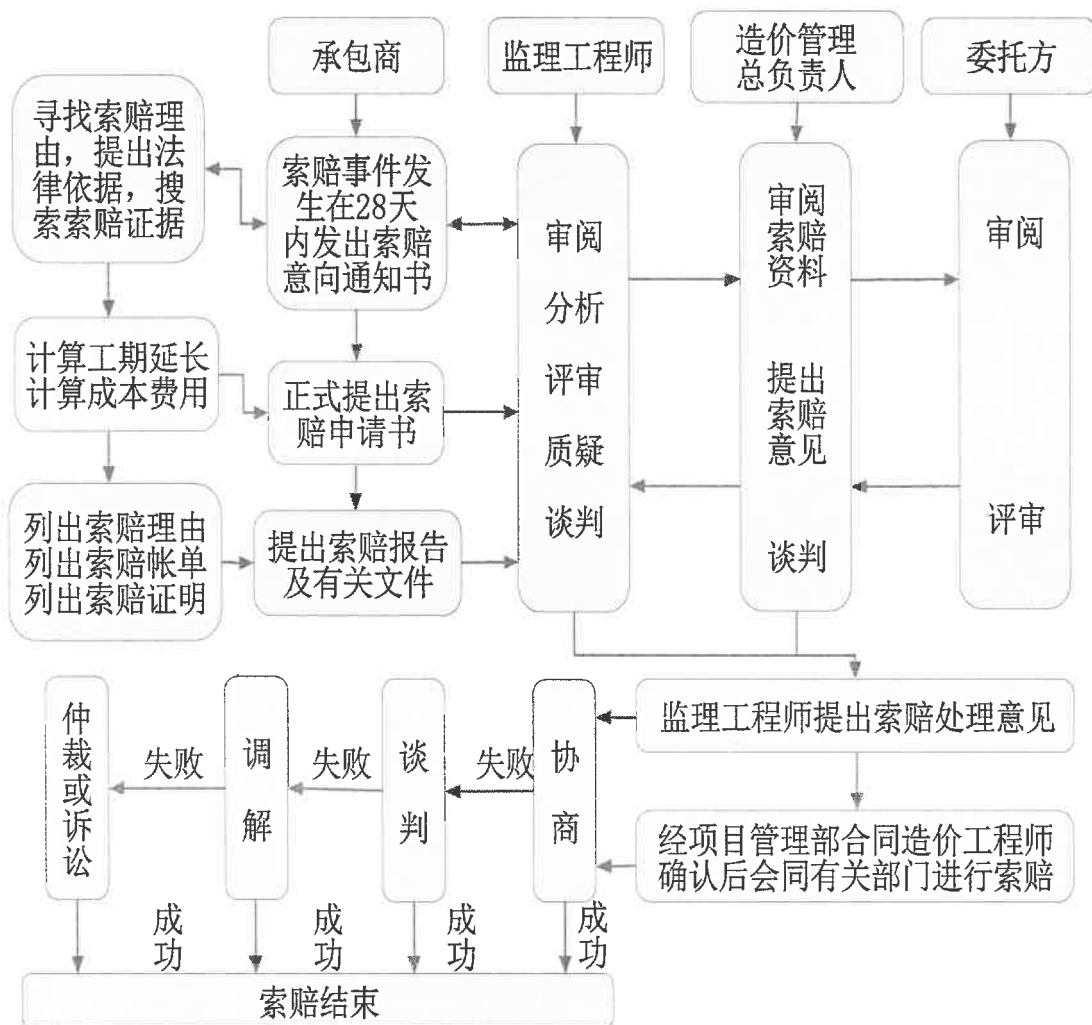 承包商
监理工程师
造价管理
总负责人
委托方
寻找索赔理
由，提出法
律依据，搜
索索赔证据
索赔事件发
生在28天
内发出索赔
意向通知书
计算工期延长
计算成本费用
正式提出索
赔申请书
列出索赔理由
列出索赔帐单
列出索赔证明
提出索赔报告
及有关文件
审阅
分析
评审
质疑
谈判
审阅
索赔
资料
提出
索赔
意见
谈判
审阅
评审
监理工程师提出索赔处理意见
经项目管理部合同造价工程师
确认后会同有关部门进行索赔
协
商
失败
谈
判
失败
调
解
失败
仲
裁
或
诉
讼
成
功
成
功
成
功
成
功
索赔结束